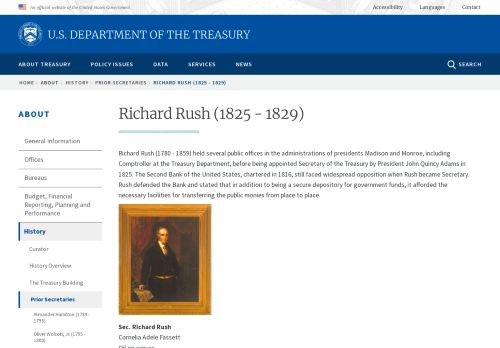 An official website of the United States Government
Accessibility Languages Contact
U.S. DEPARTMENT OF THE TREASURY
ABOUT TREASURY POLICY ISSUES DATA SERVICES NEWS SEARCH
HOME › ABOUT › HISTORY › PRIOR SECRETARIES › RICHARD RUSH (1825 - 1829)
ABOUT
General Information
Offices
Bureaus
Budget, Financial
Reporting, Planning and
Performance
History
Curator
History Overview
The Treasury Building
Prior Secretaries
Alexander Hamilton (1789-
1795)
Oliver Wolcott, Jr. (1795 -
1800)
Richard Rush (1825 - 1829)
Richard Rush (1780 - 1859) held several public offices in the administrations of presidents Madison and Monroe, including
Comptroller at the Treasury Department, before being appointed Secretary of the Treasury by President John Quincy Adams in
1825. The Second Bank of the United States, chartered in 1816, still faced widespread opposition when Rush became Secretary.
Rush defended the Bank and stated that in addition to being a secure depository for government funds, it afforded the
necessary facilities for transferring the public monies from place to place.
Sec. Richard Rush
Cornelia Adele Fassett